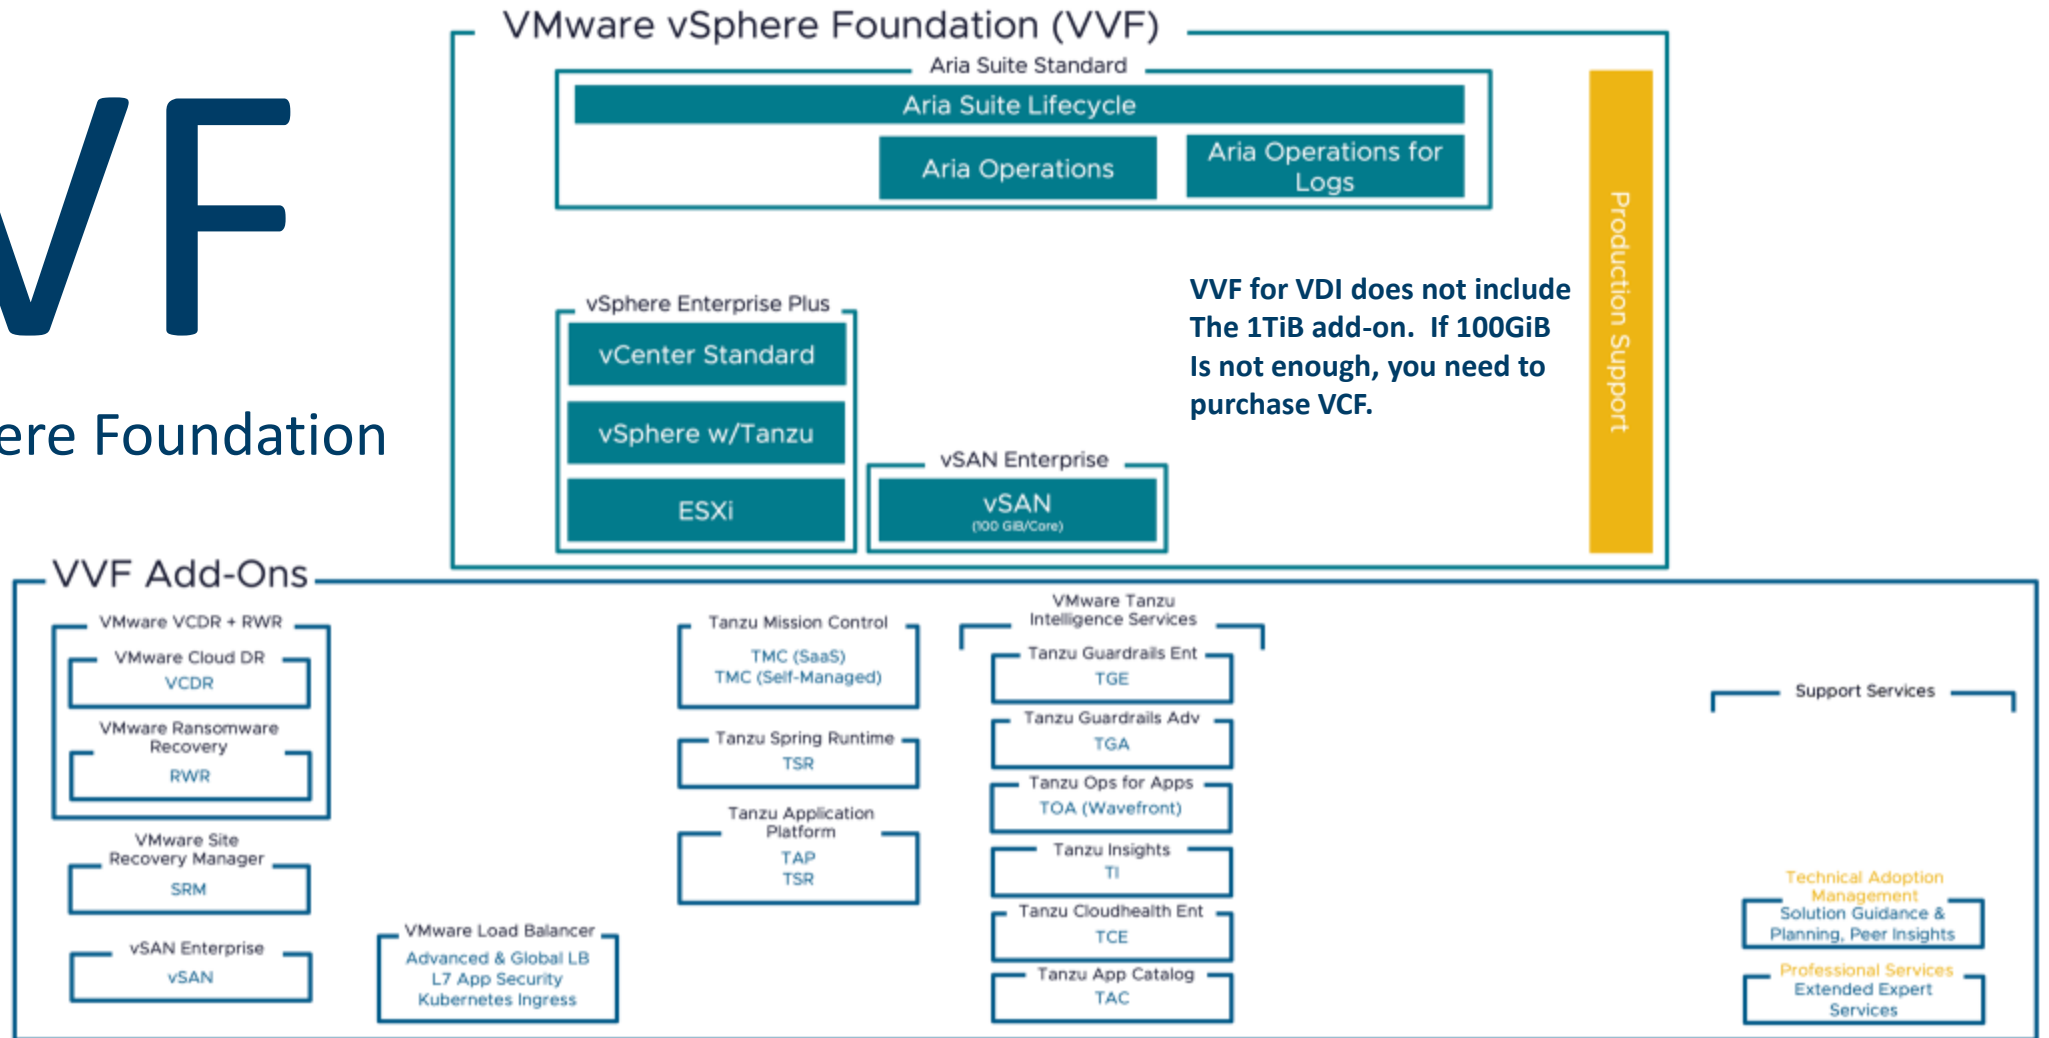 VMware vSphere Foundation (VVF)
Aria Suite Standard
Aria Suite Lifecycle
Aria Operations
Aria Operations for
Logs
Production Support
VF
ere Foundation
vSphere Enterprise Plus
vCenter Standard
vSphere w/Tanzu
ESXi
vSAN Enterprise
vSAN
(100 GiB/Core)
VVF for VDI does not include
The 1TiB add-on. If 100GiB
Is not enough, you need to
purchase VCF.
VVF Add-Ons
VMware VCDR + RWR
VMware Cloud DR
VCDR
VMware Ransomware
Recovery
RWR
VMware Site
Recovery Manager
SRM
vSAN Enterprise
vSAN
VMware Load Balancer
Advanced & Global LB
L7 App Security
Kubernetes Ingress
Tanzu Mission Control
TMC (SaaS)
TMC (Self-Managed)
Tanzu Spring Runtime
TSR
Tanzu Application
Platform
TAP
TSR
VMware Tanzu
Intelligence Services
Tanzu Guardrails Ent
TGE
Tanzu Guardrails Adv
TGA
Tanzu Ops for Apps
TOA (Wavefront)
Tanzu Insights
TI
Tanzu Cloudhealth Ent
TCE
Tanzu App Catalog
TAC
Support Services
Technical Adoption
Management
Solution Guidance &
Planning, Peer Insights
Professional Services
Extended Expert
Services